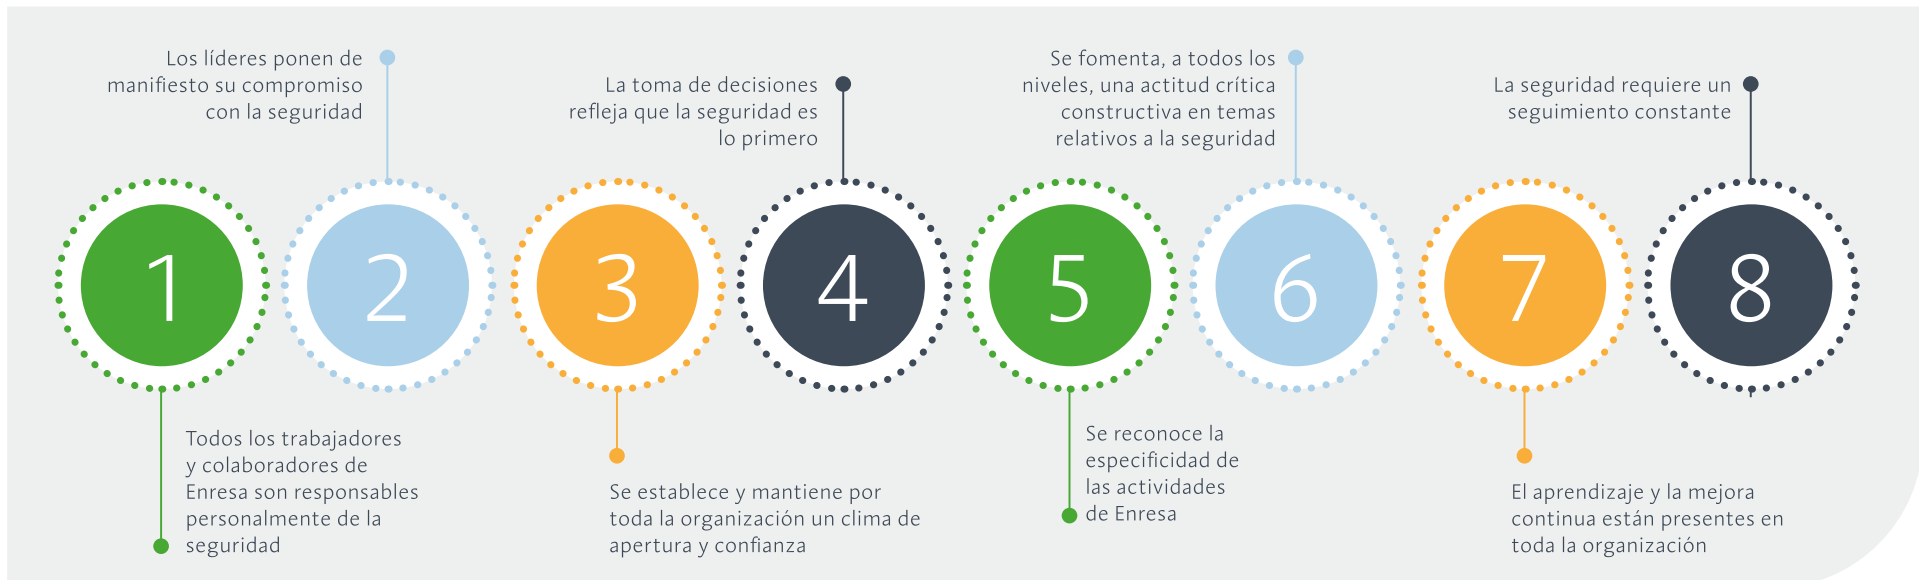 Los líderes ponen de
manifiesto su compromiso
con la seguridad
La toma de decisiones
refleja que la seguridad es
lo primero
Se fomenta, a todos los
niveles, una actitud crítica
constructiva en temas
relativos a la seguridad
La seguridad requiere un
seguimiento constante
1
2
3
4
5
6
7
8
Todos los trabajadores
y colaboradores de
Enresa son responsables
personalmente de la
seguridad
Se establece y mantiene por
toda la organización un clima de
apertura y confianza
Se reconoce la
especificidad de
las actividades
de Enresa
El aprendizaje y la mejora
continua están presentes en
toda la organización